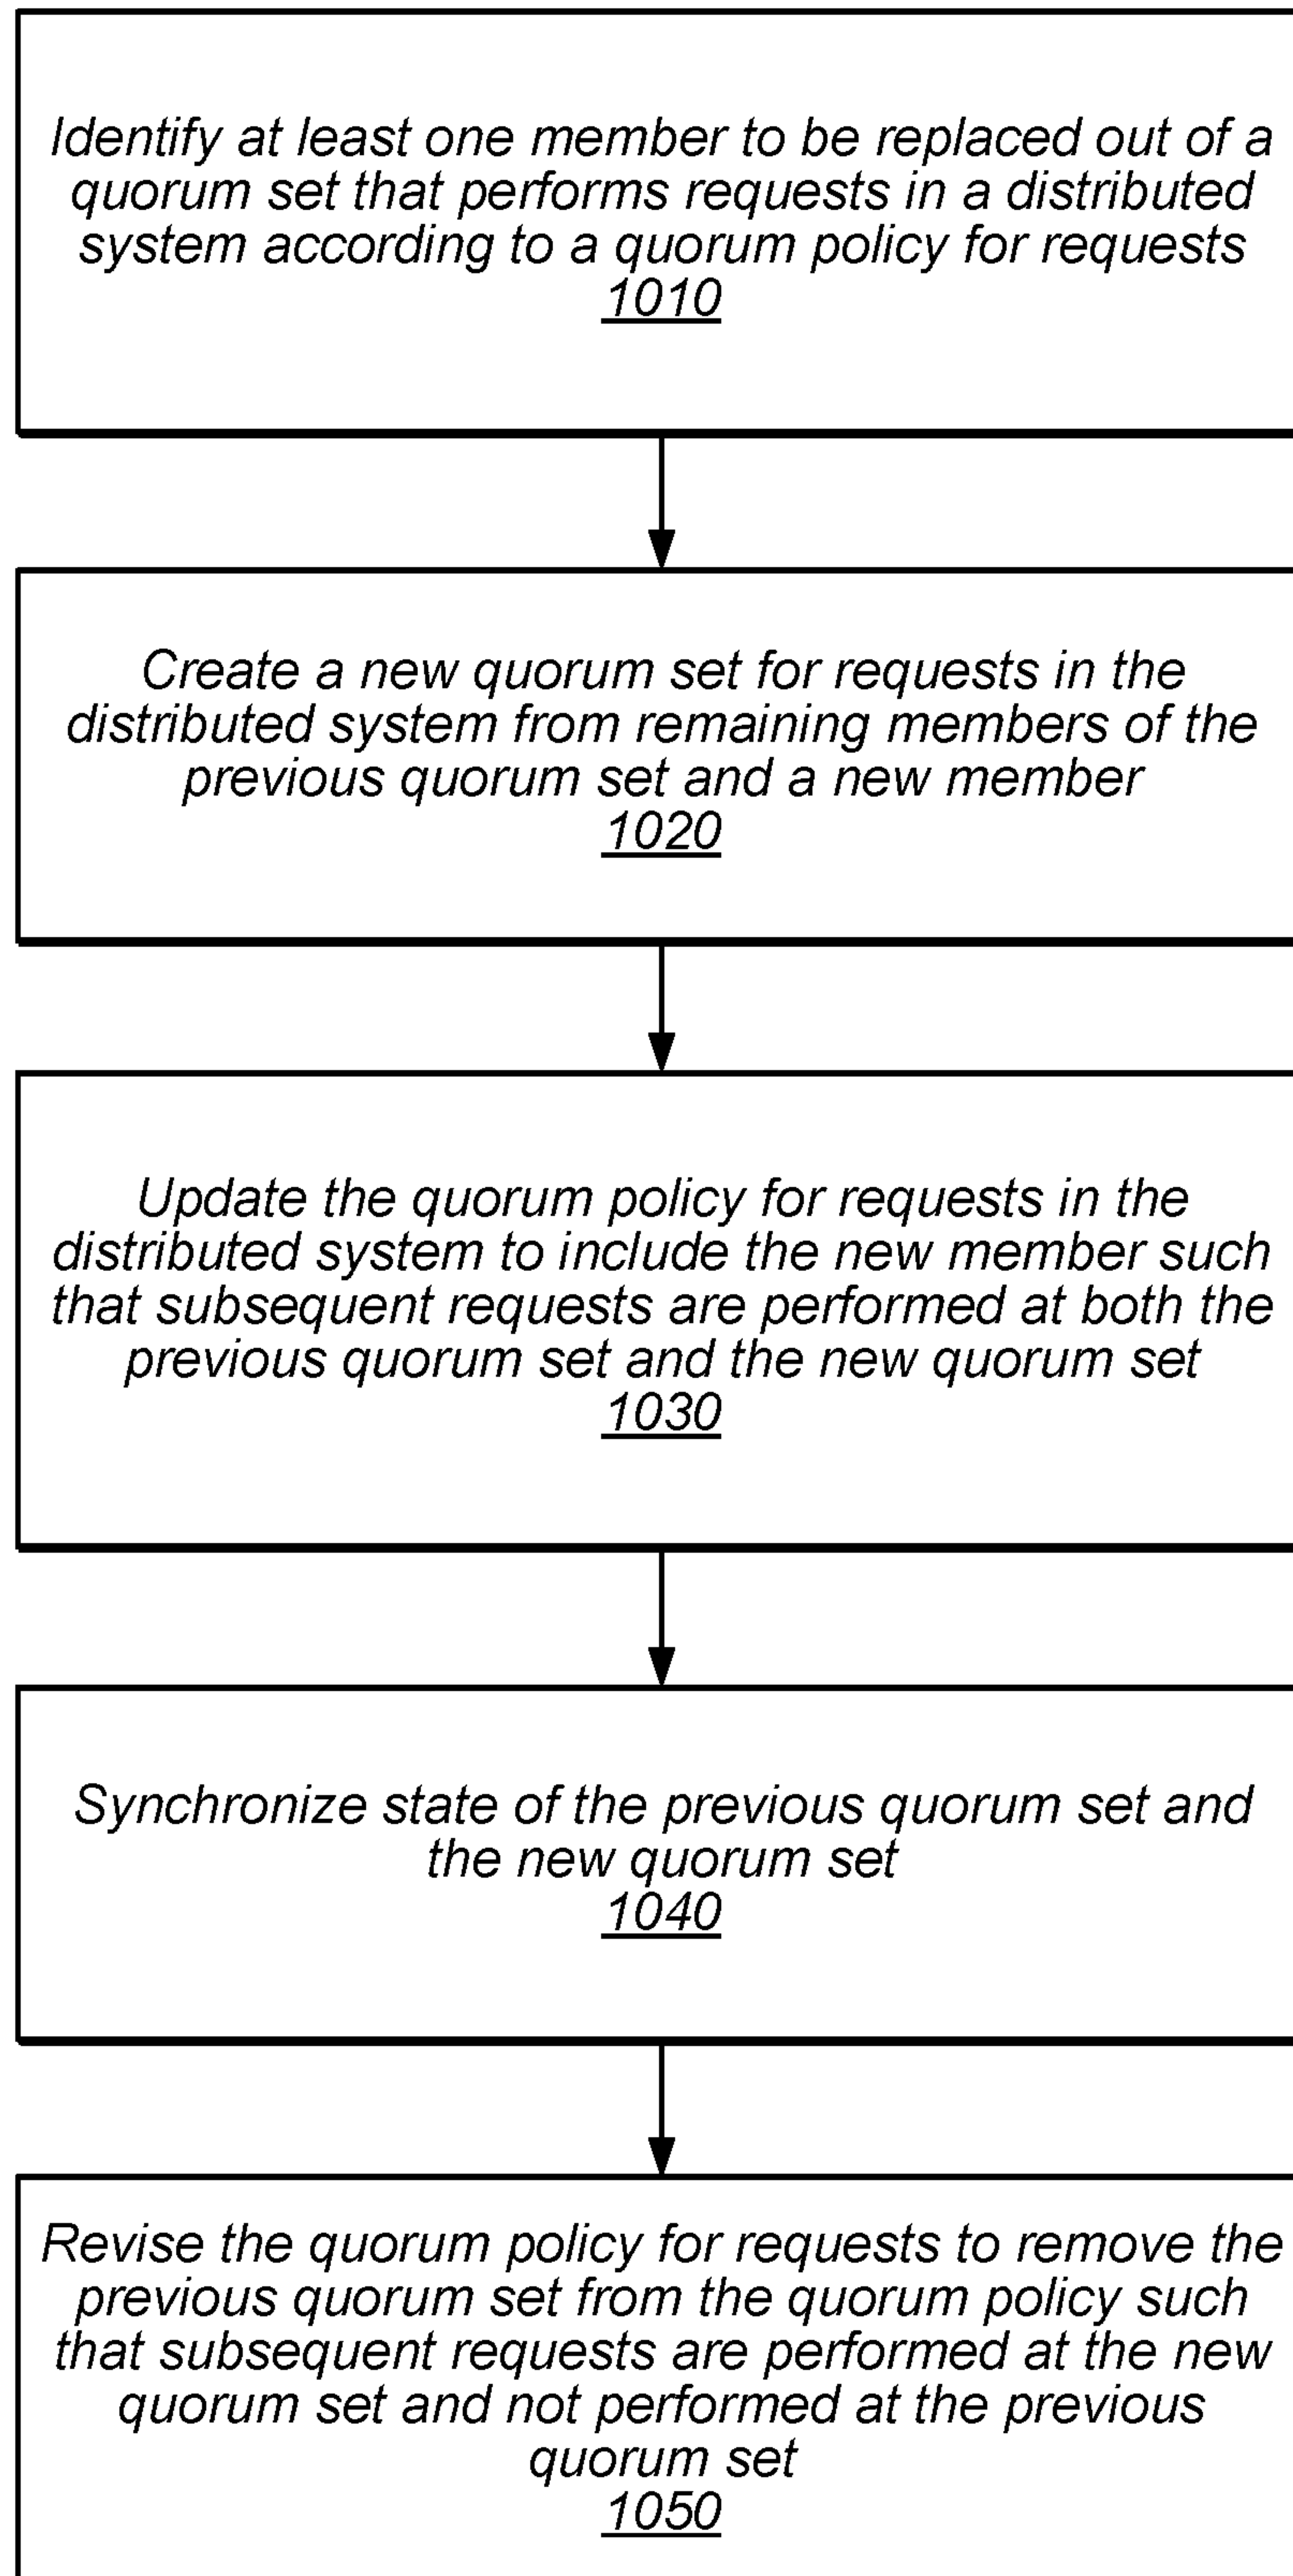 Identify at least one member to be replaced out of a
quorum set that performs requests in a distributed
system according to a quorum policy for requests
1010
Create a new quorum set for requests in the
distributed system from remaining members of the
previous quorum set and a new member
1020
Update the quorum policy for requests in the
distributed system to include the new member such
that subsequent requests are performed at both the
previous quorum set and the new quorum set
1030
Synchronize state of the previous quorum set and
the new quorum set
1040
Revise the quorum policy for requests to remove the
previous quorum set from the quorum policy such
that subsequent requests are performed at the new
quorum set and not performed at the previous
quorum set
1050